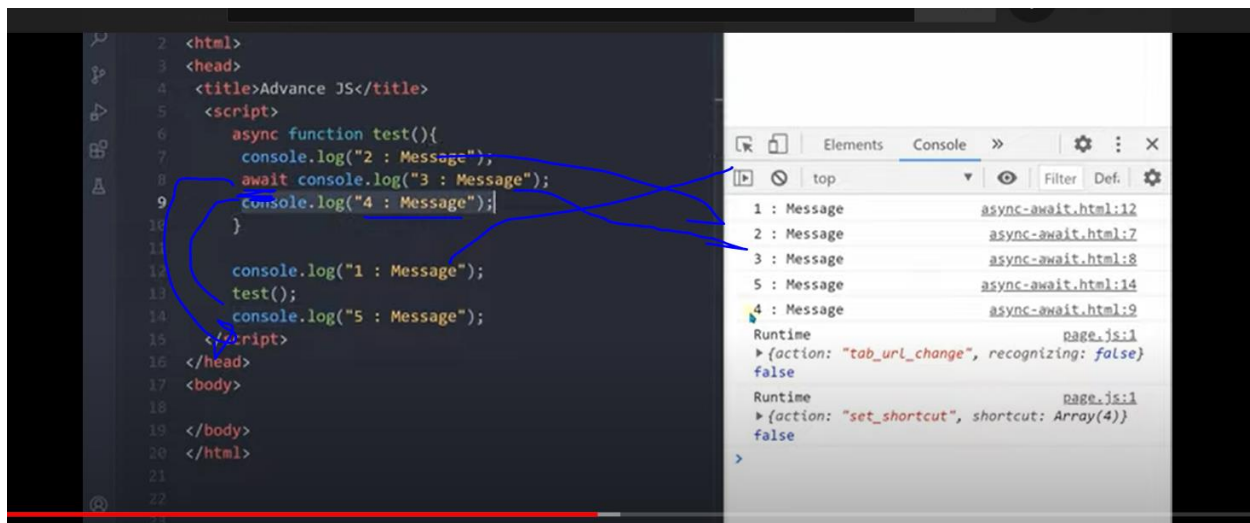 2 <html>
3 <head>
4 <title>Advance JS</title>
5 <script>
6 async function test(){
7 console.log("2 : Message");
8 await console.log("3 : Message");
9 console.log("4 : Message");
10 }
11
12 console.log("1 : Message");
13 test();
14 console.log("5 : Message");
15 </script>
16 </head>
17 <body>
18
19 </body>
20 </html>
21
22
23
Elements Console »
top Filter Def.
1 : Message async-await.html:12
2 : Message async-await.html:7
3 : Message async-await.html:8
5 : Message async-await.html:14
4 : Message async-await.html:9
Runtime page.js:1
▶ {action: "tab_url_change", recognizing: false}
false
Runtime page.js:1
▶ {action: "set_shortcut", shortcut: Array(4)}
false
>